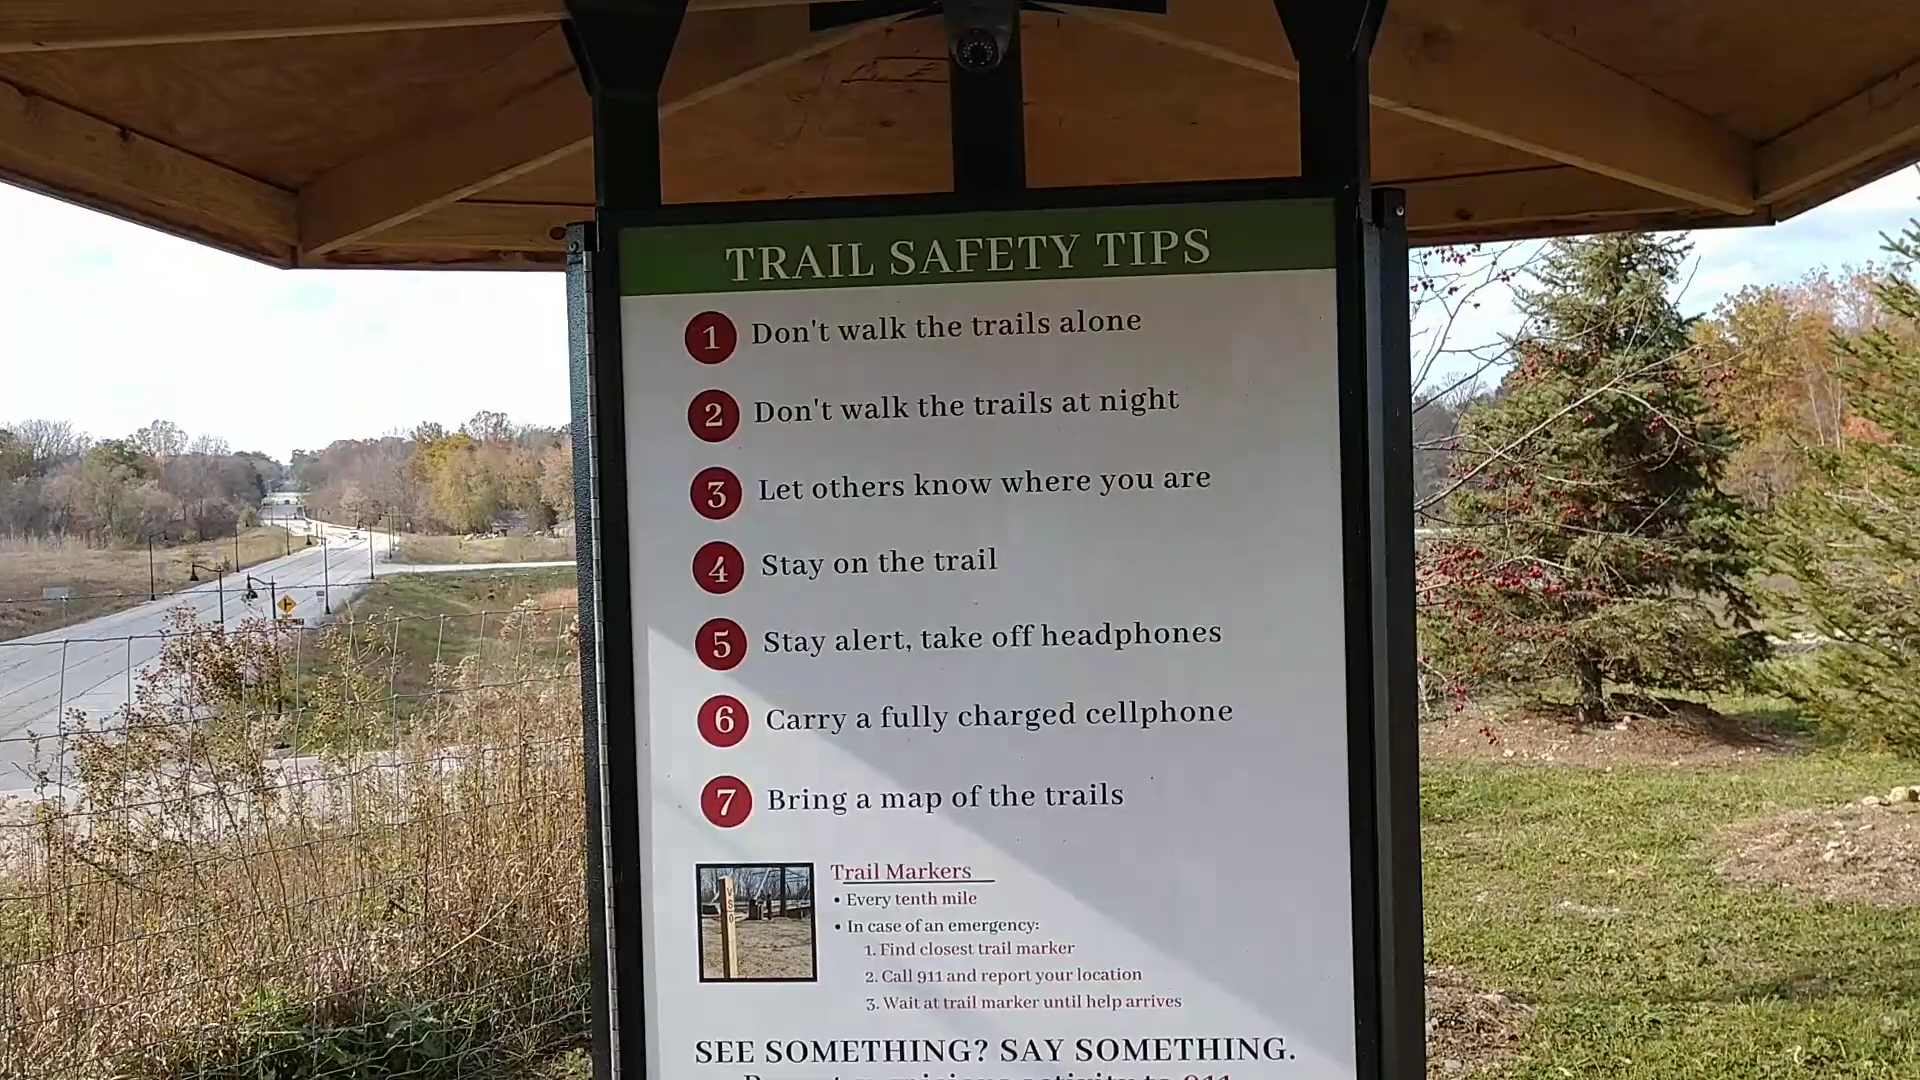 TRAIL SAFETY TIPS
1 Don't walk the trails alone
2 Don't walk the trails at night
3 Let others know where you are
4 Stay on the trail
5 Stay alert, take off headphones
6 Carry a fully charged cellphone
7 Bring a map of the trails
Trail Markers
• Every tenth mile
• In case of an emergency:
1. Find closest trail marker
2. Call 911 and report your location
3. Wait at trail marker until help arrives
SEE SOMETHING? SAY SOMETHING.